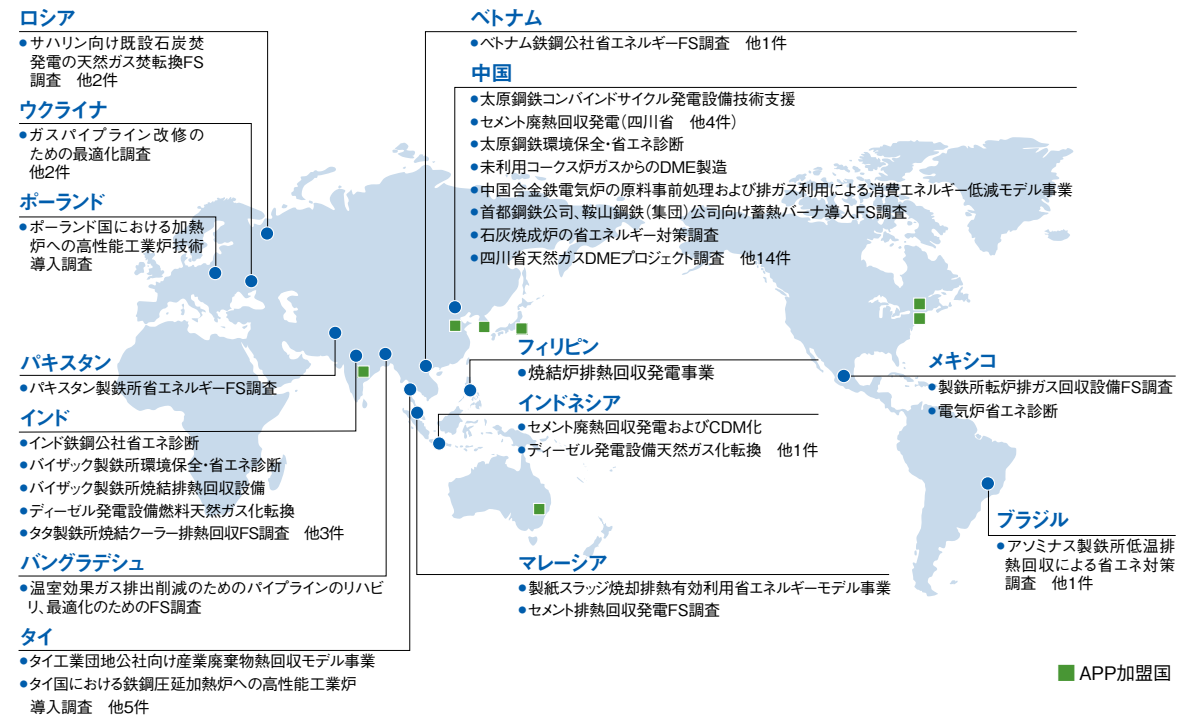 ロシア
●サハリン向け既設石炭焚
発電の天然ガス焚転換FS
調査　他2件
ウクライナ
●ガスパイプライン改修の
ための最適化調査
他2件
ポーランド
●ポーランド国における加熱
炉への高性能工業炉技術
導入調査
ベトナム
●ベトナム鉄鋼公社省エネルギーFS調査　他1件
中国
●太原鋼鉄コンバインドサイクル発電設備技術支援
●セメント廃熱回収発電（四川省　他4件）
●太原鋼鉄環境保全・省エネ診断
●未利用コークス炉ガスからのDME製造
●中国合金鉄電気炉の原料事前処理および排ガス利用による消費エネルギー低減モデル事業
●首都鋼鉄公司、鞍山鋼鉄（集団）公司向け蓄熱バーナ導入FS調査
●石灰焼成炉の省エネルギー対策調査
●四川省天然ガスDMEプロジェクト調査　他14件
パキスタン
●パキスタン製鉄所省エネルギーFS調査
インド
●インド鉄鋼公社省エネ診断
●バイザック製鉄所環境保全・省エネ診断
●バイザック製鉄所焼結排熱回収設備
●ディーゼル発電設備燃料天然ガス化転換
●タタ製鉄所焼結クーラー排熱回収FS調査　他3件
バングラデシュ
●温室効果ガス排出削減のためのパイプラインのリハビ
リ、最適化のためのFS調査
タイ
●タイ工業団地公社向け産業廃棄物熱回収モデル事業
●タイ国における鉄鋼圧延加熱炉への高性能工業炉
導入調査　他5件
フィリピン
●焼結炉排熱回収発電事業
インドネシア
●セメント廃熱回収発電およびCDM化
●ディーゼル発電設備天然ガス化転換　他1件
マレーシア
●製紙スラッジ焼却排熱有効利用省エネルギーモデル事業
●セメント排熱回収発電FS調査
メキシコ
●製鉄所転炉排ガス回収設備FS調査
●電気炉省エネ診断
ブラジル
●アソミナス製鉄所低温排
熱回収による省エネ対策
調査　他1件
APP加盟国